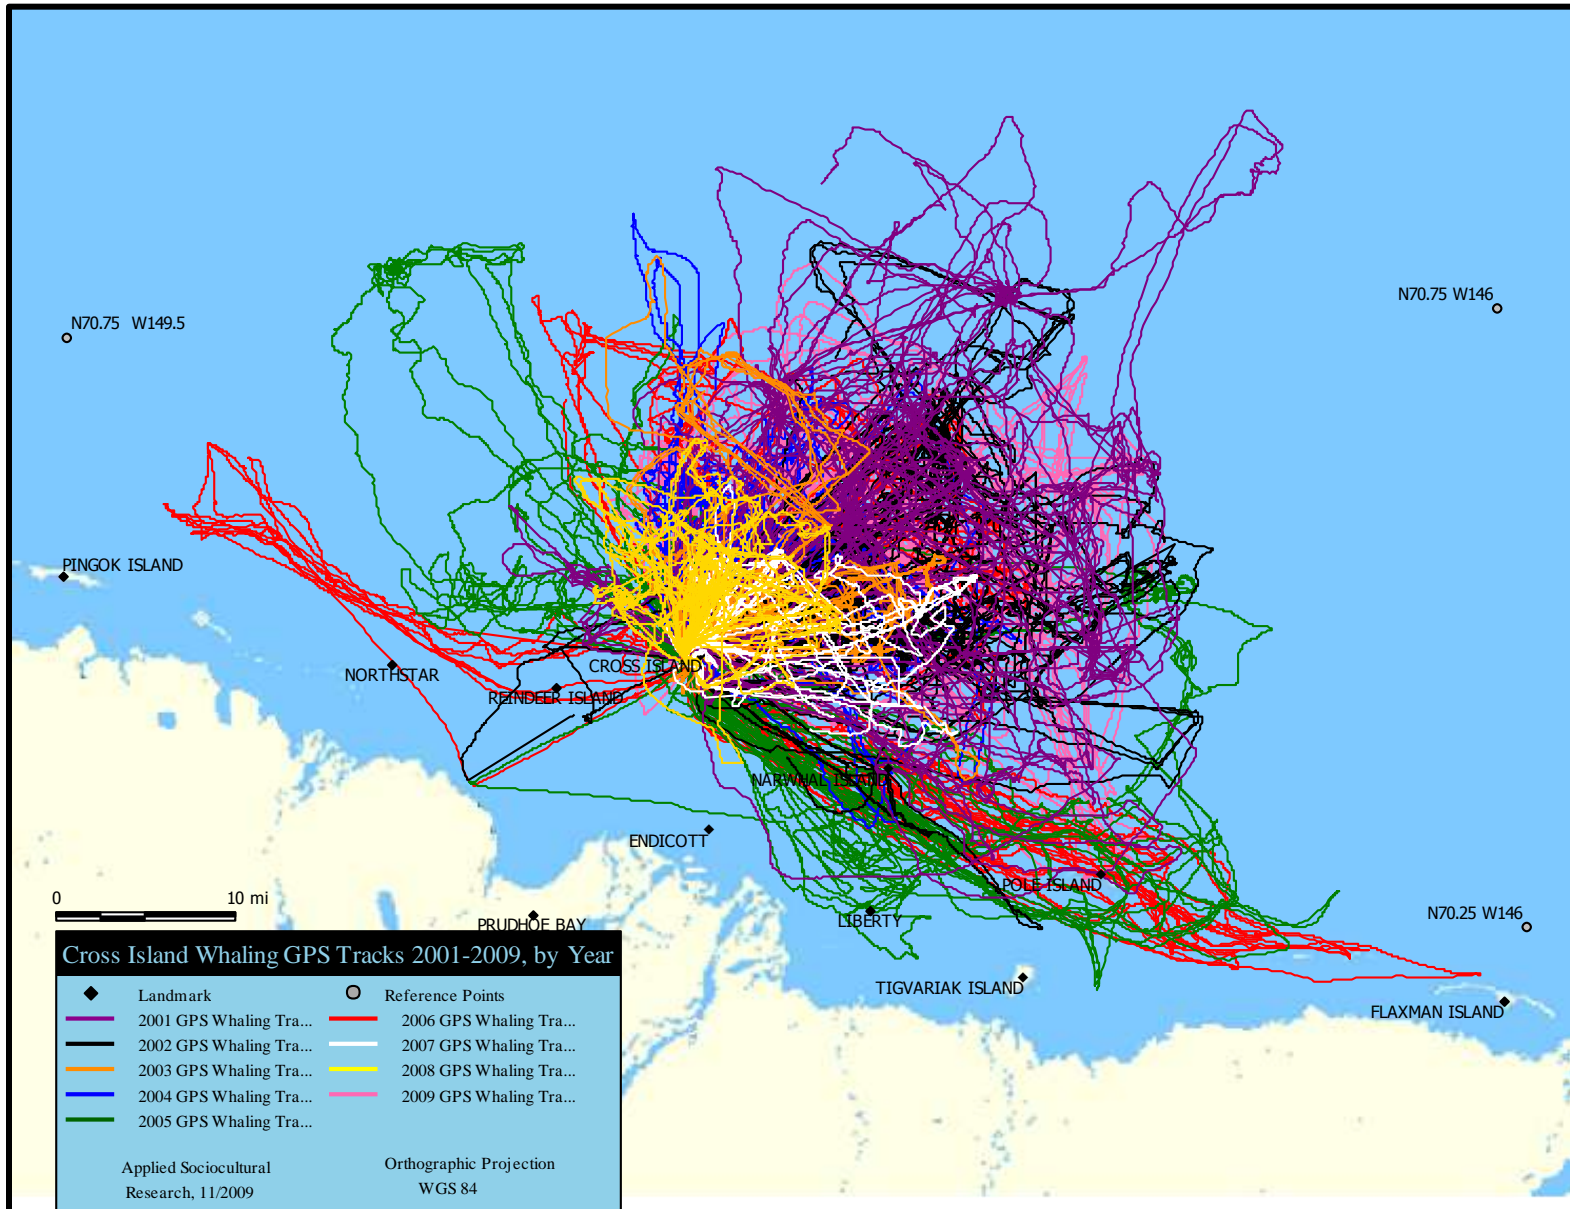 N70.75 W146
N70.75 W149.5
PINGOK ISLAND
CROSS ISLAND
NORTHSTAR
REINDEER ISLAND
NARWHAL ISLAND
ENDICOTT
POLE ISLAND
0 10 mi
PRUDHOE BAY
LIBERTY
N70.25 W146
TIGVARIAK ISLAND
FLAXMAN ISLAND
Cross Island Whaling GPS Tracks 2001-2009, by Year
Landmark
Reference Points
2001 GPS Whaling Tra...
2006 GPS Whaling Tra...
2002 GPS Whaling Tra...
2007 GPS Whaling Tra...
2003 GPS Whaling Tra...
2008 GPS Whaling Tra...
2004 GPS Whaling Tra...
2009 GPS Whaling Tra...
2005 GPS Whaling Tra...
Applied Sociocultural
Research, 11/2009
Orthographic Projection
WGS 84